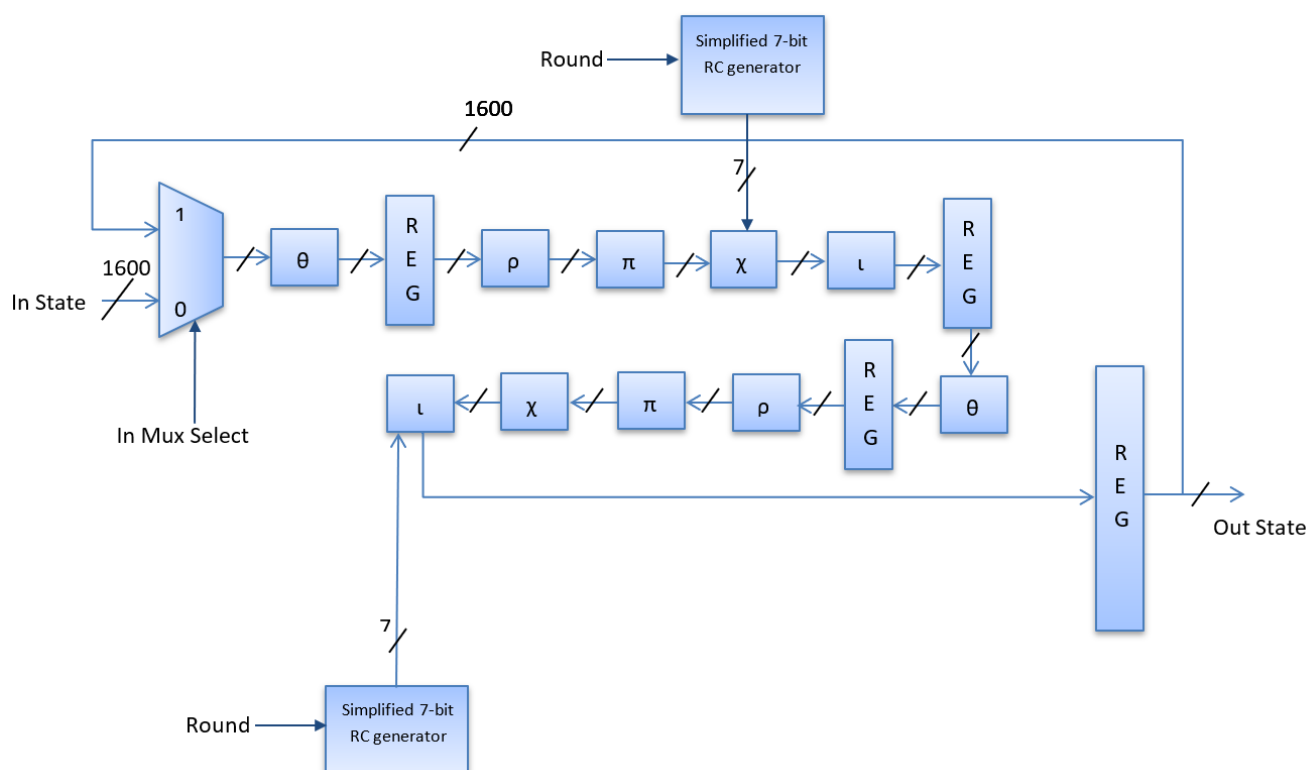 Simplified 7-bit
RC generator
Round
1600
7
1
0
1600
In State
In Mux Select
θ
R
E
G
ρ
π
χ
ι
R
E
G
ι
χ
π
ρ
R
E
G
θ
R
E
G
Out State
7
Simplified 7-bit
RC generator
Round